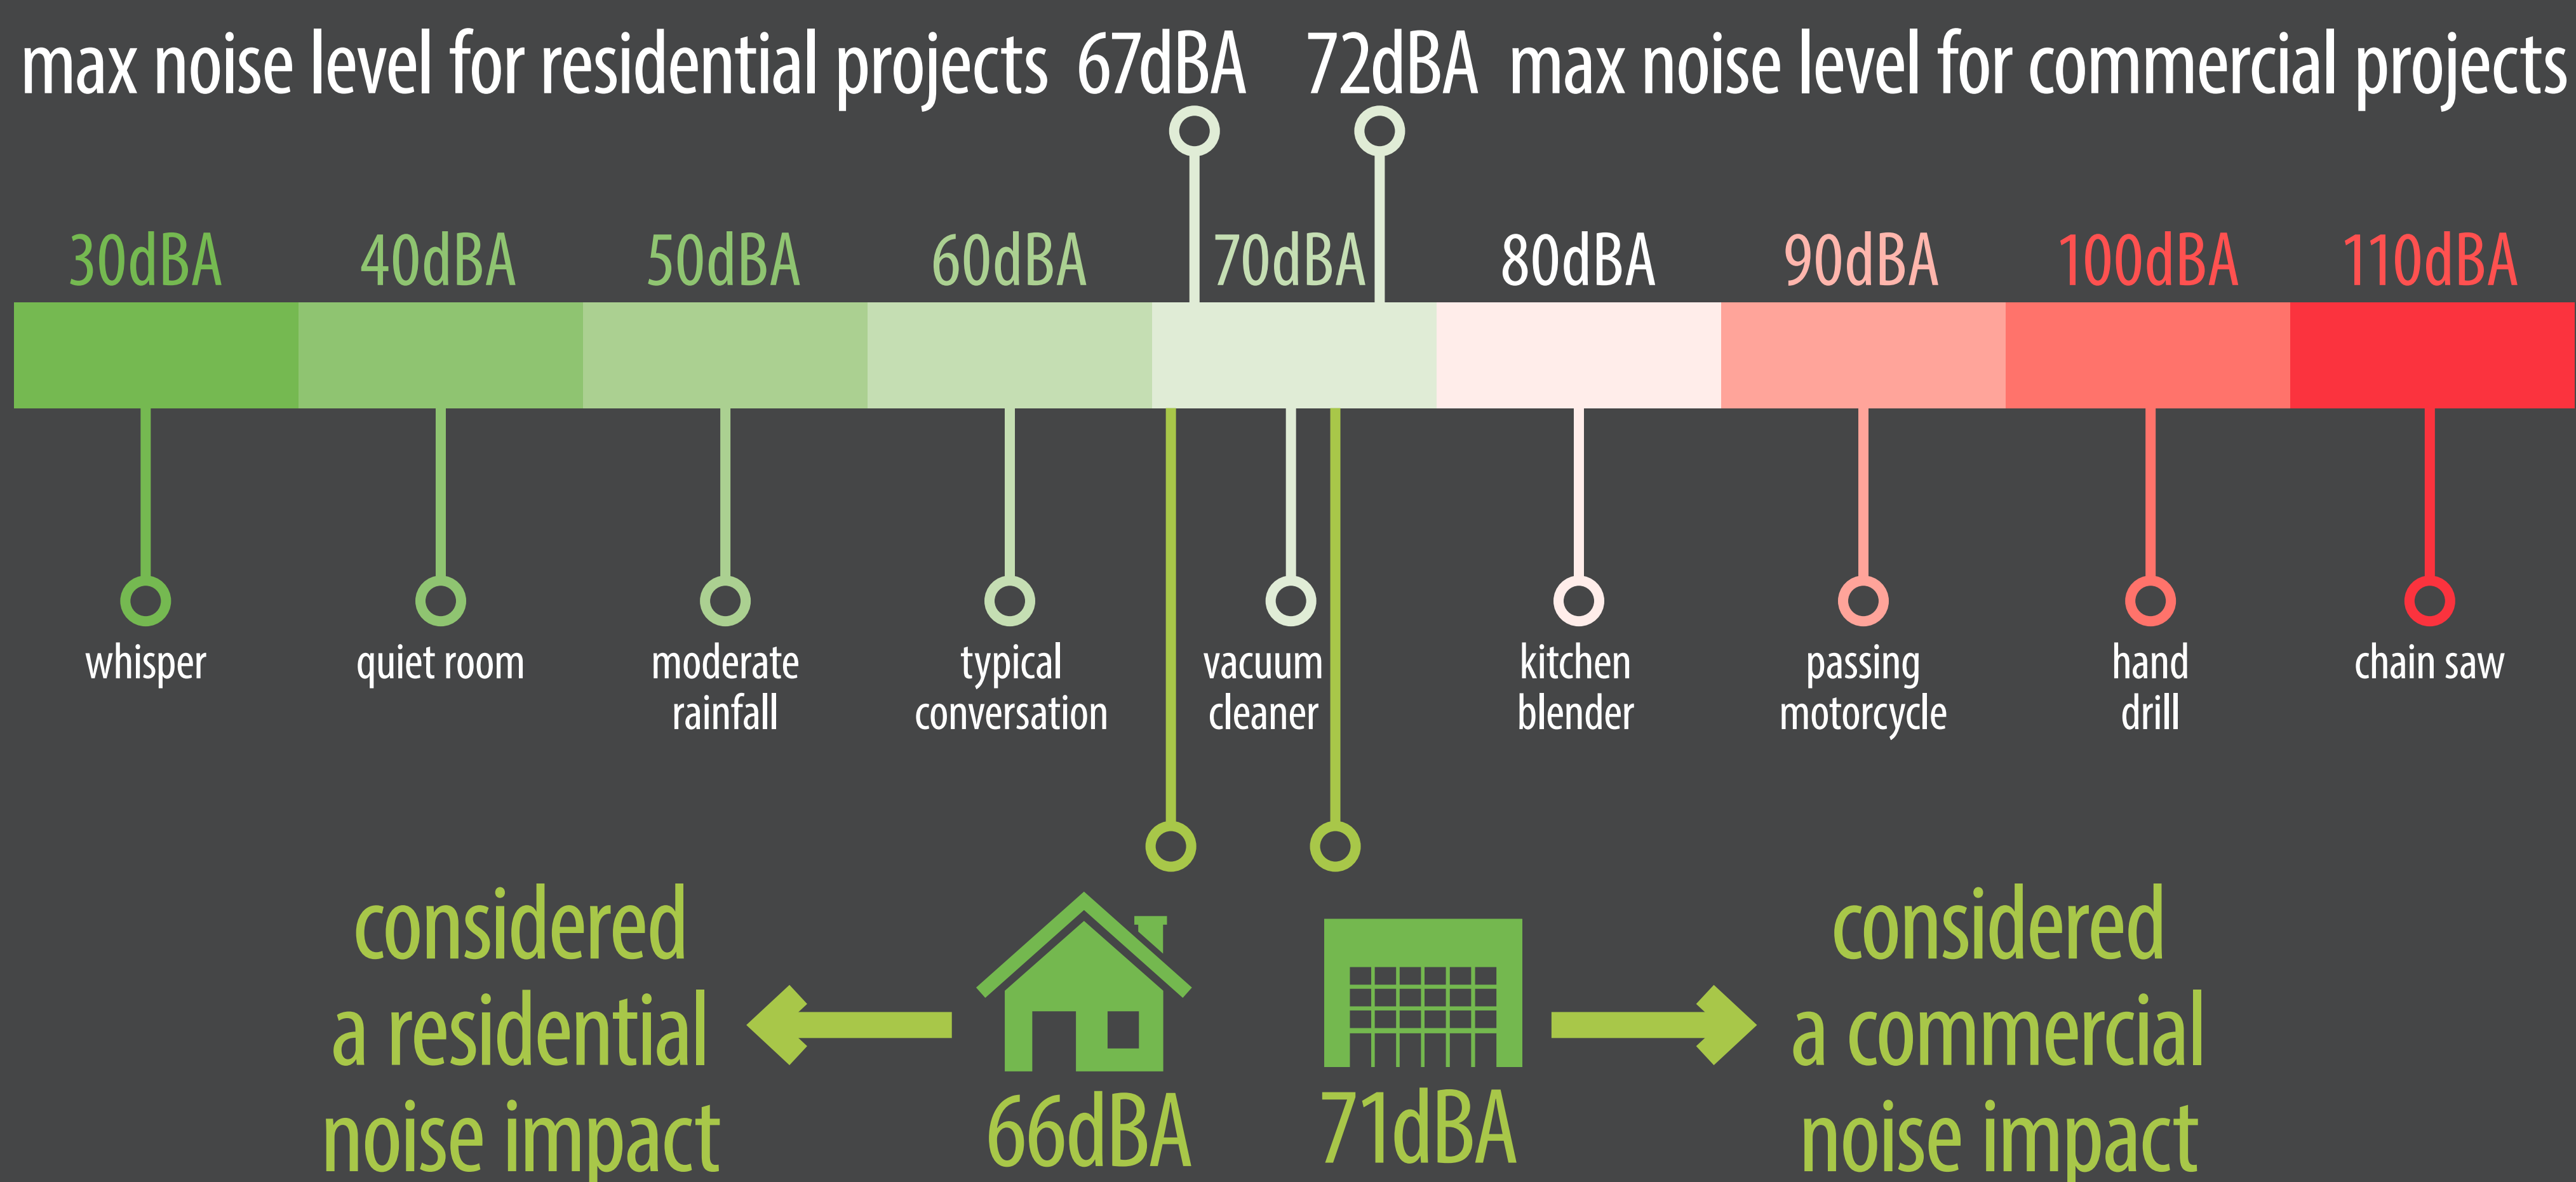 max noise level for residential projects 67dBA 72dBA max noise level for commercial projects
30dBA 40dBA 50dBA 60dBA 70dBA 80dBA 90dBA 100dBA 110dBA
whisper
quiet room
moderate
rainfall
typical
conversation
vacuum
cleaner
kitchen
blender
passing
motorcycle
hand
drill
chain saw
considered
a residential
noise impact
66dBA
71dBA
considered
a commercial
noise impact